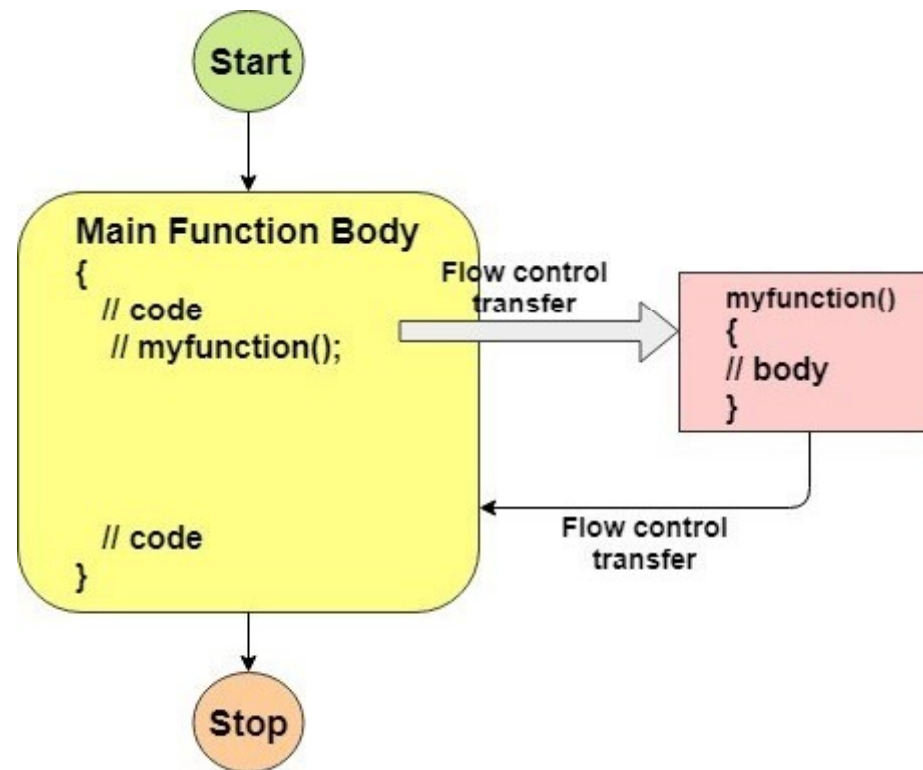 Start
Main Function Body
{
// code
// myfunction();
// code
}
Flow control
transfer
myfunction()
{
// body
}
Flow control
transfer
Stop